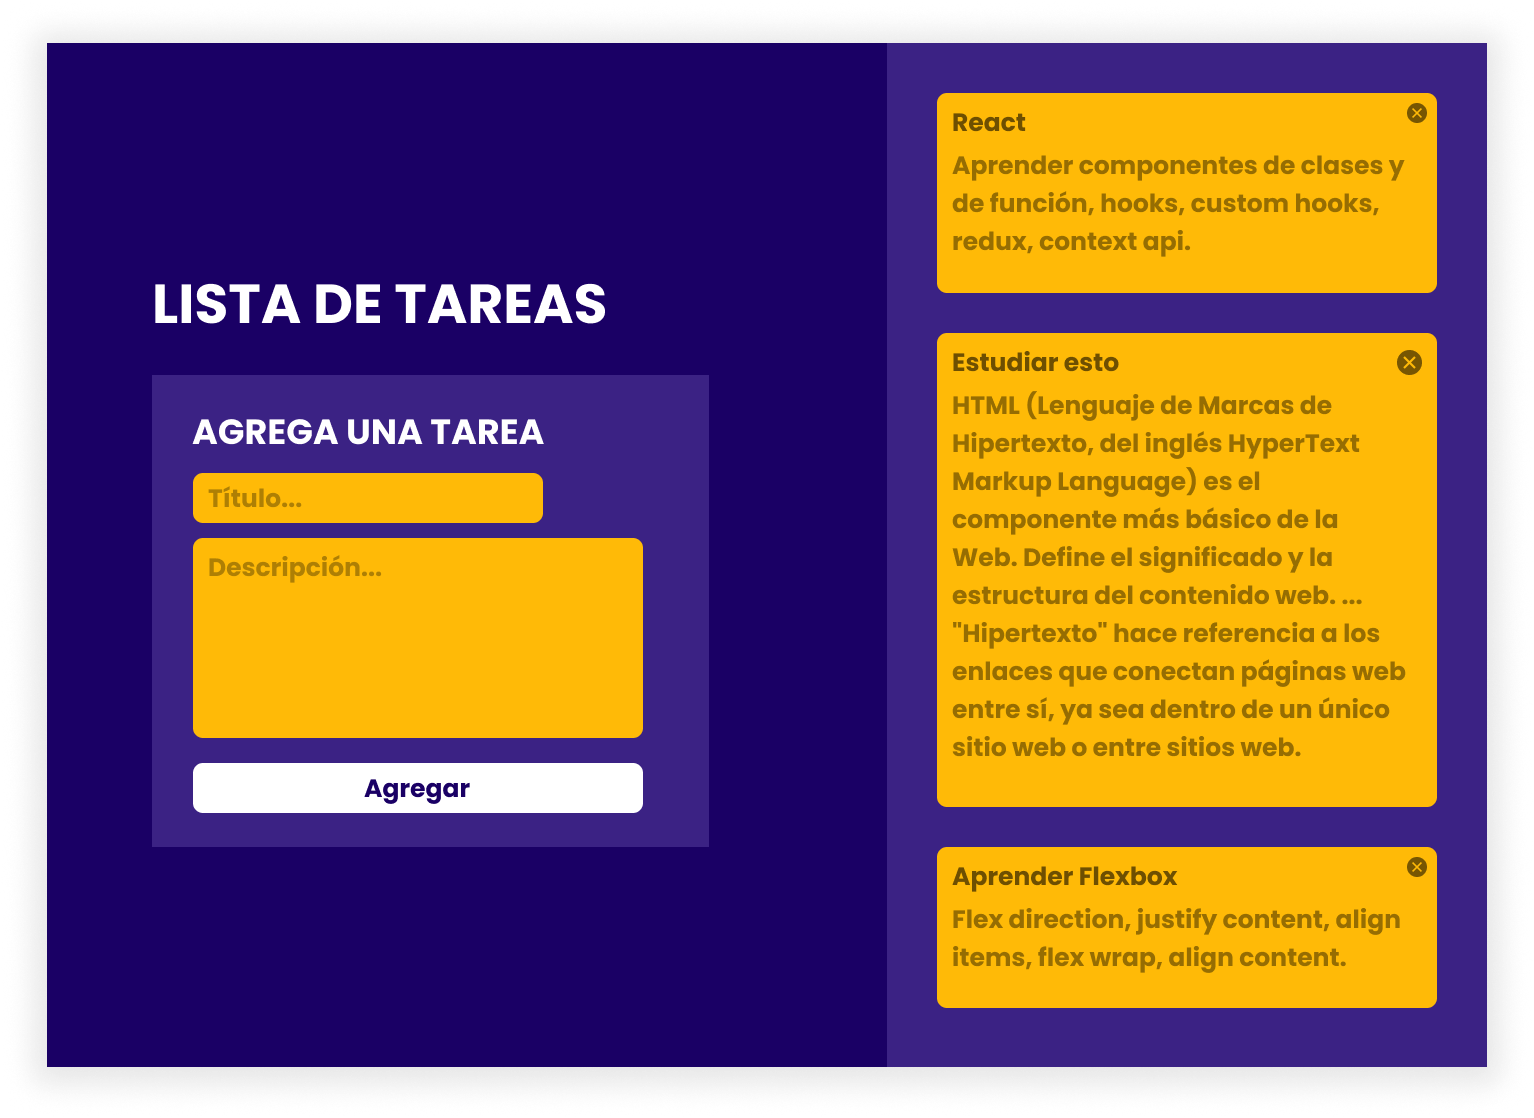 LISTA DE TAREAS
AGREGA UNA TAREA
Título...
Descripción...
Agregar
React
Aprender componentes de clases y
de función, hooks, custom hooks,
redux, context api.
Estudiar esto
HTML (Lenguaje de Marcas de
Hipertexto, del inglés HyperText
Markup Language) es el
componente más básico de la
Web. Define el significado y la
estructura del contenido web. ...
"Hipertexto" hace referencia a los
enlaces que conectan páginas web
entre sí, ya sea dentro de un único
sitio web o entre sitios web.
Aprender Flexbox
Flex direction, justify content, align
items, flex wrap, align content.